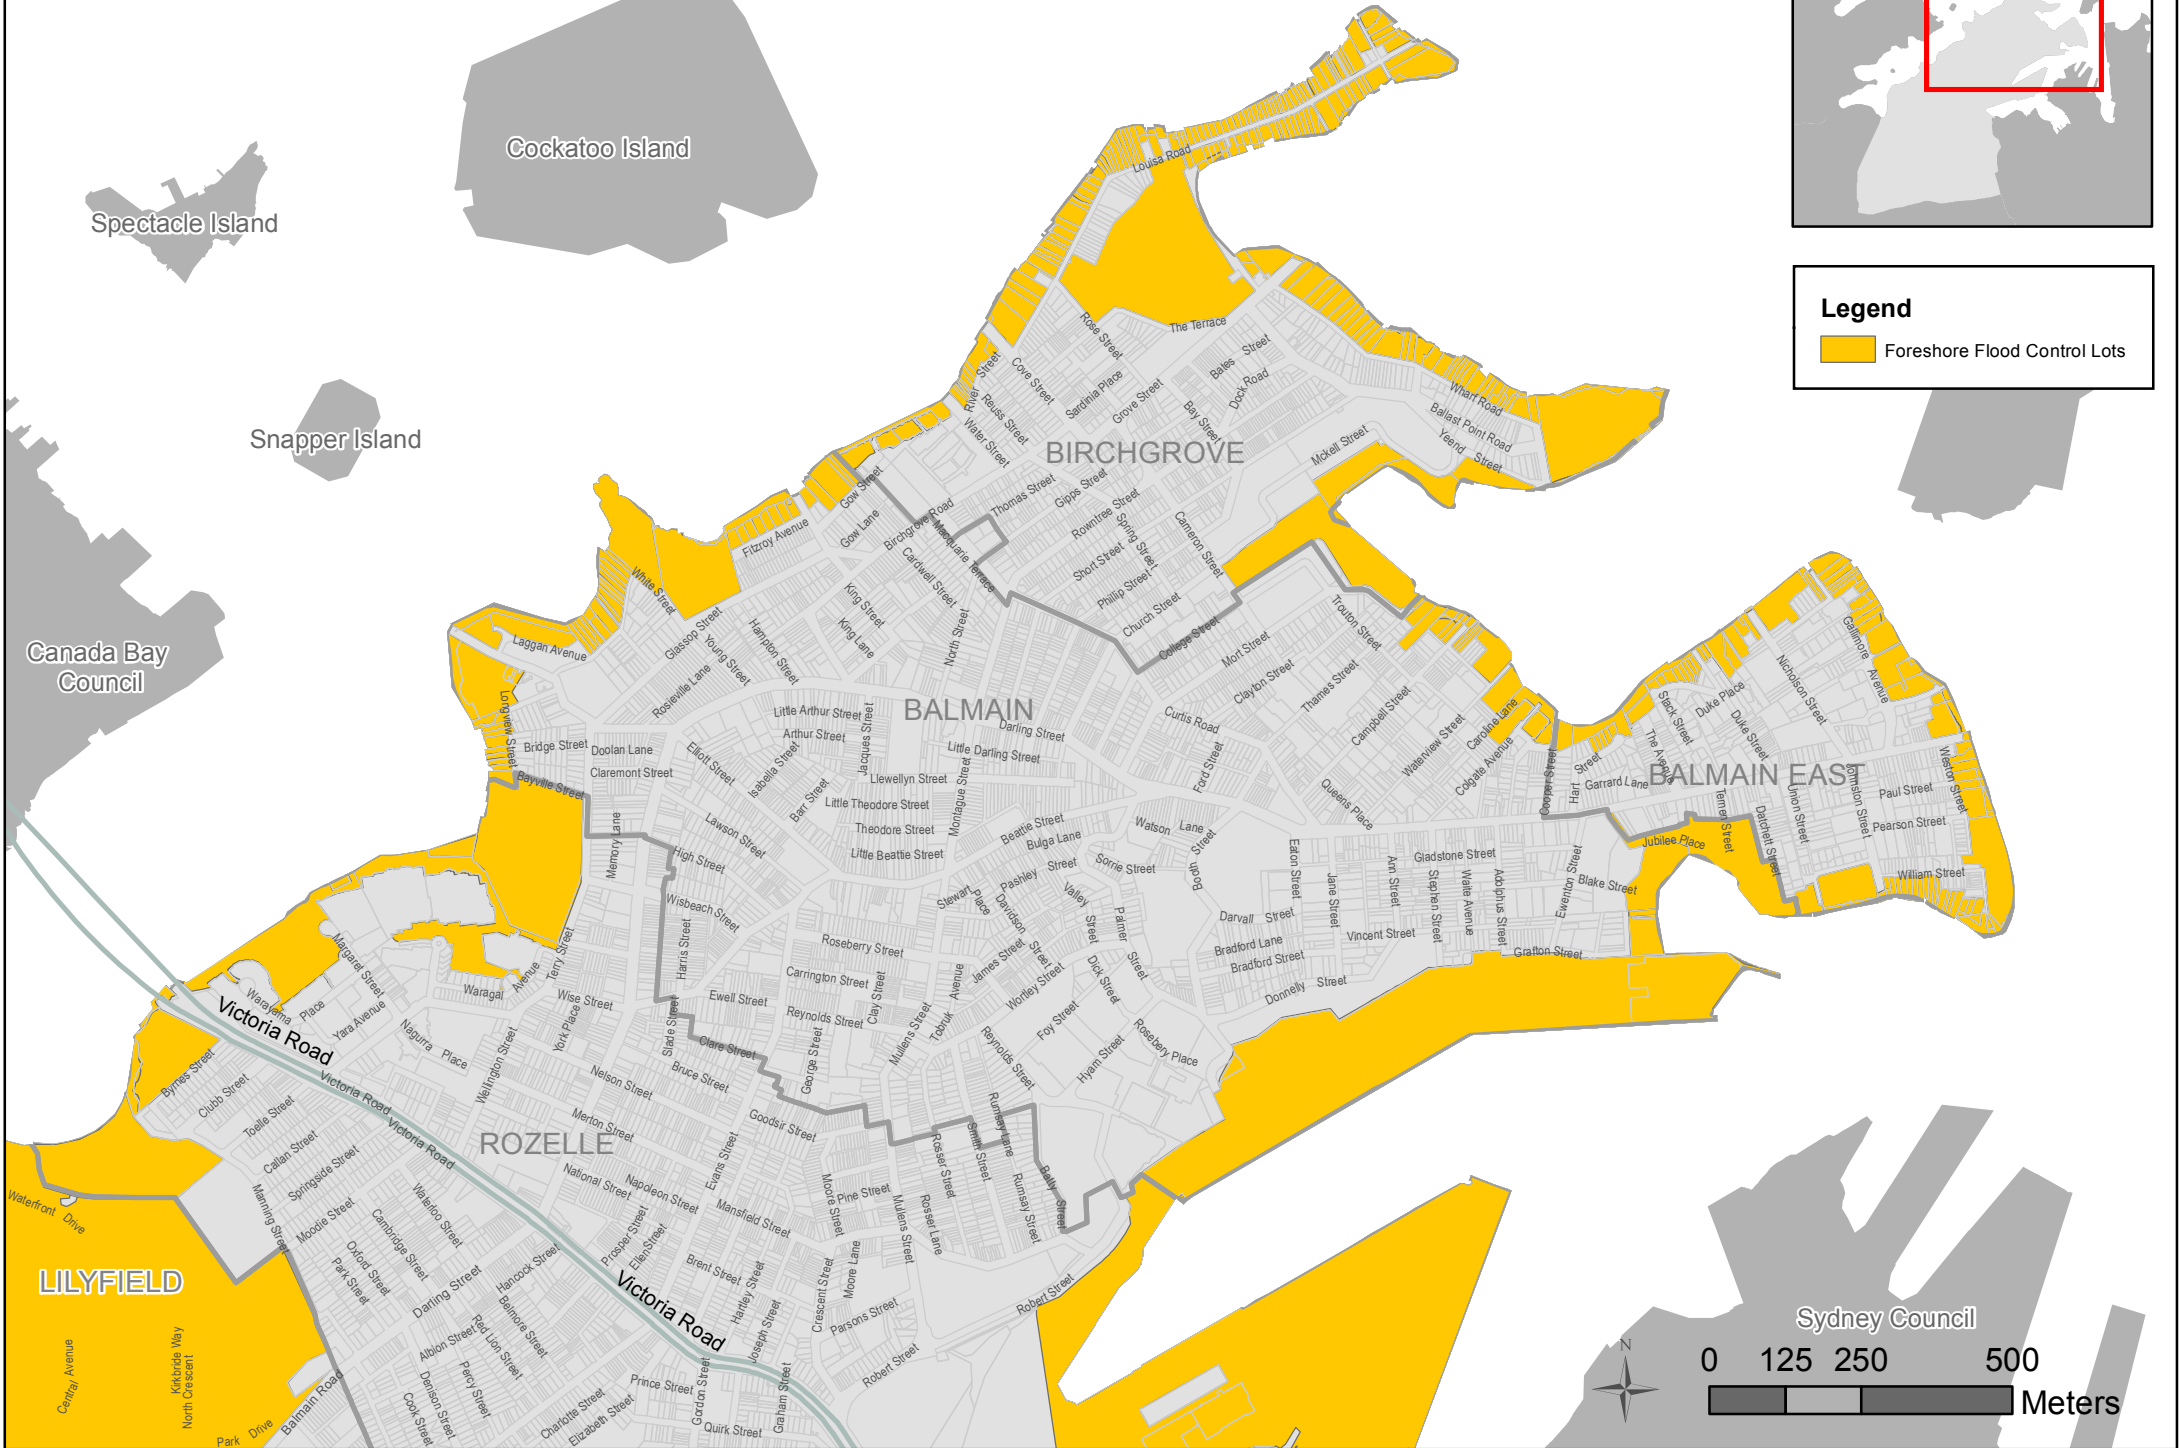 Cockatoo Island
Spectacle Island
Snapper Island
Canada Bay
Council
Legend
Foreshore Flood Control Lots
Louisa Road
Rose Street
The Terrace
Bates Street
Dock Road
Cove Street
Sardinia Place
Grove Street
Bay Street
River Street
Reuss Street
Water Street
Wharf Road
Ballast Point Road
Yeend Street
Mckell Street
BIRCHGROVE
Thomas Street
Gipps Street
Rowntree Street
Spring Street
Cameron Street
Short Street
Phillip Street
Church Street
College Street
Gow Street
Gow Lane
Birchgrove Road
Macquarie Terrace
Cardwell Street
Fitzroy Avenue
White Street
Glassop Street
Young Street
Hampton Street
King Street
King Lane
North Street
Rosieville Lane
Laggan Avenue
Longview Street
Bridge Street
Doolan Lane
Claremont Street
Bayville Street
Elliott Street
Little Arthur Street
Arthur Street
Isabella Street
Jacques Street
BALMAIN
Darling Street
Little Darling Street
Llewellyn Street
Barr Street
Little Theodore Street
Theodore Street
Little Beattie Street
Montague Street
Lawson Street
High Street
Memory Lane
Wisbeach Street
Harris Street
Trouton Street
Mort Street
Clayton Street
Thames Street
Campbell Street
Curtis Road
Ford Street
Waterview Street
Caroline Lane
Colgate Avenue
Queens Place
Cooper Street
Hart Street
Garrard Lane
The Avenue
Stack Street
Duke Place
Duke Street
Nicholson Street
Gallimore Avenue
BALMAIN EAST
Weston Street
Paul Street
Pearson Street
Johnston Street
Union Street
Datchett Street
Jubilee Place
William Street
Beattie Street
Bulga Lane
Watson Lane
Booth Street
Sorrie Street
Pashley Street
Stewart Place
Davidson Street
Valley Street
Palmer Street
Eaton Street
Jane Street
Ann Street
Gladstone Street
Stephen Street
Waite Avenue
Adolphus Street
Ewenton Street
Blake Street
Darvall Street
Bradford Lane
Bradford Street
Vincent Street
Grafton Street
Donnelly Street
Roseberry Street
Carrington Street
Clay Street
James Street
Wortley Street
Dick Street
Foy Street
Rosebery Place
Hyam Street
Reynolds Street
Tobruk Avenue
Mullens Street
Ewell Street
Reynolds Street
George Street
Slade Street
Clare Street
Bruce Street
Terry Street
Wise Street
York Place
Waragal Avenue
Margaret Street
Warayama Place
Yara Avenue
Nagurra Place
Wellington Street
Victoria Road
Victoria Road
Victoria Road
Byrnes Street
Clubb Street
Toelle Street
Callan Street
Springside Street
Manning Street
Moodie Street
Nelson Street
Merton Street
Goodsir Street
ROZELLE
National Street
Napoleon Street
Evans Street
Mansfield Street
Moore Street
Pine Street
Mullens Street
Rosser Street
Rosser Lane
Smith Street
Rumsay Lane
Rumsay Street
Batty Street
Waterloo Street
Cambridge Street
Oxford Street
Park Street
Darling Street
Hancock Street
Prosper Street
Ellen Street
Brent Street
Hartley Street
Joseph Street
Crescent Street
Moore Lane
Parsons Street
Robert Street
Robert Street
Victoria Road
Albion Street
Red Lion Street
Belmore Street
Percy Street
Denison Street
Cook Street
Charlotte Street
Elizabeth Street
Prince Street
Gordon Street
Quirk Street
Graham Street
Waterfront Drive
LILYFIELD
Central Avenue
Kirkbride Way
North Crescent
Park Drive
Balmain Road
Sydney Council
N
0 125 250 500
Meters